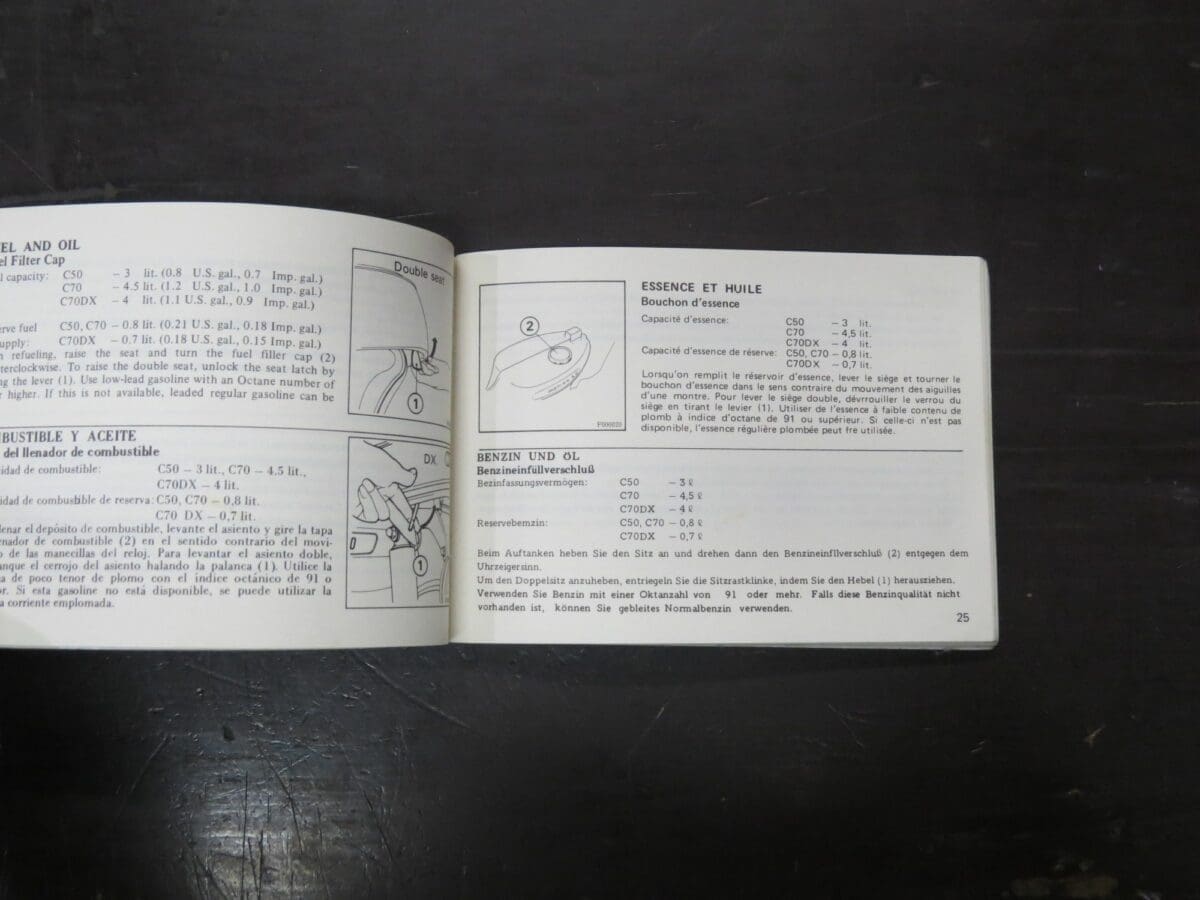 EL AND OIL
el Filter Cap
l capacity: C50 – 3 lit. (0.8 U.S. gal., 0.7 Imp. gal.)
C70 – 4.5 lit. (1.2 U.S. gal., 1.0 Imp. gal.)
C70DX – 4 lit. (1.1 U.S. gal., 0.9 Imp. gal.)
erve fuel C50, C70 – 0.8 lit. (0.21 U.S. gal., 0.18 Imp. gal.)
upply: C70DX – 0.7 lit. (0.18 U.S. gal., 0.15 Imp. gal.)
n refueling, raise the seat and turn the fuel filler cap (2)
terclockwise. To raise the double seat, unlock the seat latch by
ng the lever (1). Use low-lead gasoline with an Octane number of
r higher. If this is not available, leaded regular gasoline can be
Double seat
1
MBUSTIBLE Y ACEITE
del llenador de combustible
idad de combustible: C50 – 3 lit., C70 – 4.5 lit.,
C70DX – 4 lit.
idad de combustible de reserva: C50, C70 – 0,8 lit.
C70 DX – 0,7 lit.
enar el depósito de combustible, levante el asiento y gire la tapa
enador de combustible (2) en el sentido contrario del movi-
o de las manecillas del reloj. Para levantar el asiento doble,
anque el cerrojo del asiento halando la palanca (1). Utilice la
a de poco tenor de plomo con el indice octánico de 91 o
or. Si esta gasoline no está disponible, se puede utilizar la
a corriente emplomada.
DX
1
2
F000020
ESSENCE ET HUILE
Bouchon d'essence
Capacité d'essence: C50 – 3 lit.
C70 – 4,5 lit.
C70DX – 4 lit.
Capacité d'essence de réserve: C50, C70 – 0,8 lit.
C70DX – 0,7 lit.
Lorsqu'on remplit le réservoir d'essence, lever le siège et tourner le
bouchon d'essence dans le sens contraire du mouvement des aiguilles
d'une montre. Pour lever le siège double, dévrrouiller le verrou du
siège en tirant le levier (1). Utiliser de l'essence à faible contenu de
plomb à indice d'octane de 91 ou supérieur. Si celle-ci n'est pas
disponible, l'essence régulière plombée peut fre utilisée.
BENZIN UND ÖL
Benzineinfüllverschluß
Bezinfassungsvermögen: C50 – 3 ℓ
C70 – 4,5 ℓ
C70DX – 4 ℓ
Reservebemzin: C50, C70 – 0,8 ℓ
C70DX – 0,7 ℓ
Beim Auftanken heben Sie den Sitz an und drehen dann den Benzineinfllverschluß (2) entgegen dem
Uhrzeigersinn.
Um den Doppelsitz anzuheben, entriegeln Sie die Sitzrastklinke, indem Sie den Hebel (1) herausziehen.
Verwenden Sie Benzin mit einer Oktanzahl von 91 oder mehr. Falls diese Benzinqualität nicht
vorhanden ist, können Sie gebleites Normalbenzin verwenden.
25